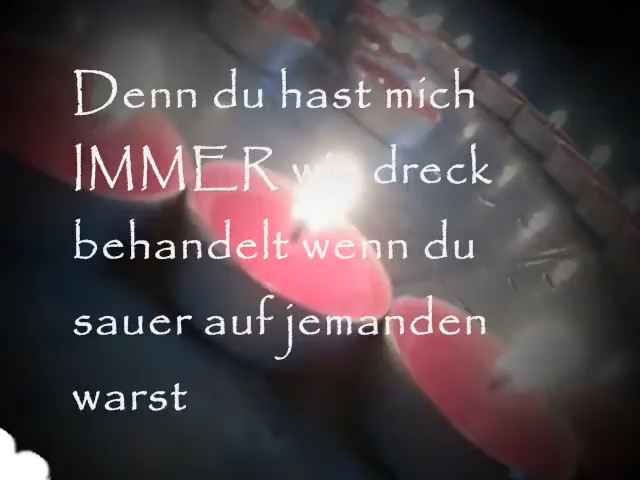 Denn du hast mich
IMMER wie dreck
behandelt wenn du
sauer auf jemanden
warst